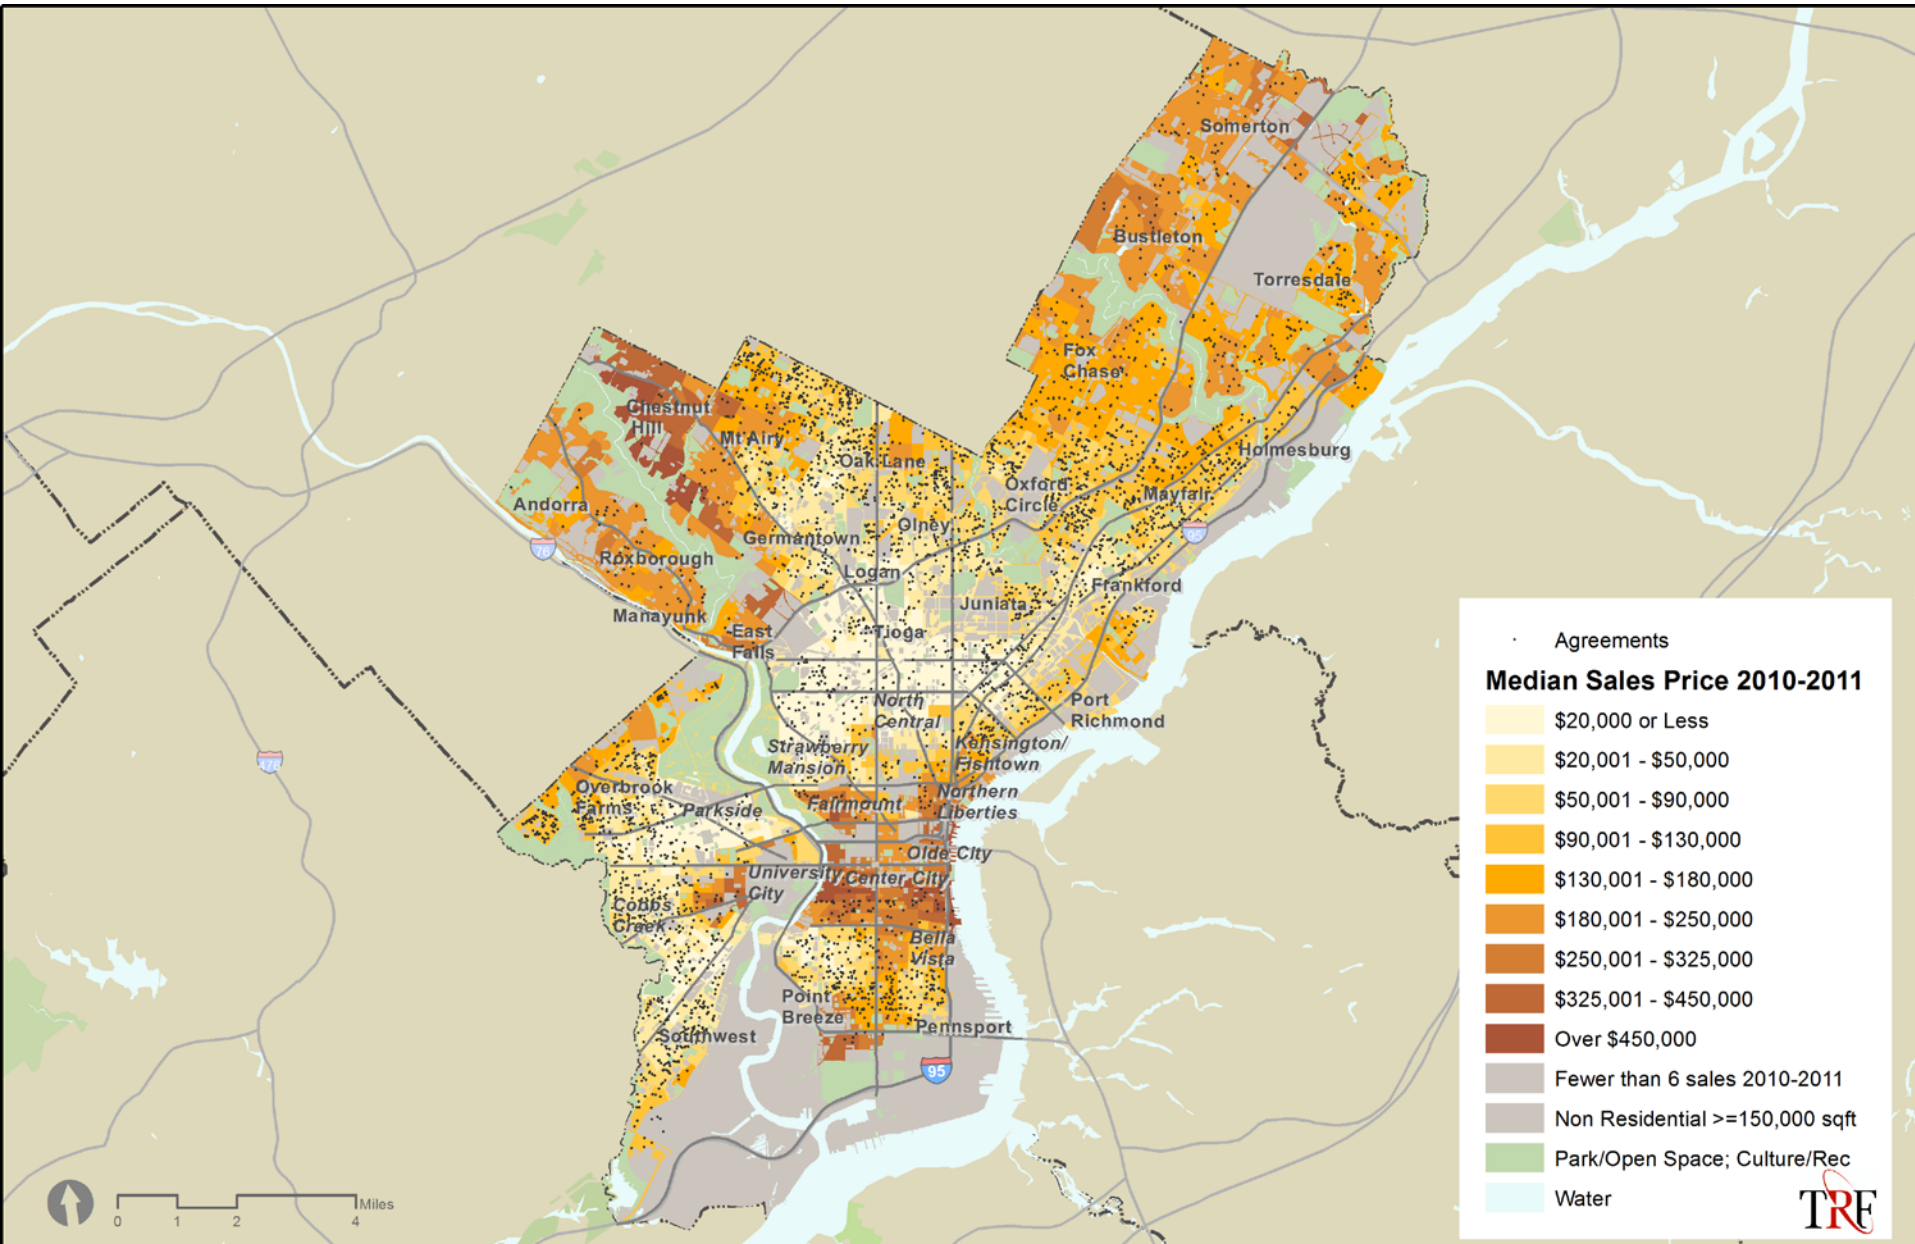 Somerton
Bustleton
Torresdale
Fox
Chase
Chestnut
Hill
Mt Airy
Oak Lane
Holmesburg
Oxford
Circle
Mayfair
Andorra
Olney
Germantown
95
76
Roxborough
Logan
Frankford
Juniata
Manayunk
East
Falls
Tioga
North
Central
Port
Richmond
Strawberry
Mansion
Kensington/
Fishtown
476
Overbrook
Farms
Parkside
Fairmount
Northern
Liberties
Olde City
University
City
Center City
Cobbs
Creek
Bella
Vista
Point
Breeze
Pennsport
Southwest
95
Agreements
Median Sales Price 2010-2011
$20,000 or Less
$20,001 - $50,000
$50,001 - $90,000
$90,001 - $130,000
$130,001 - $180,000
$180,001 - $250,000
$250,001 - $325,000
$325,001 - $450,000
Over $450,000
Fewer than 6 sales 2010-2011
Non Residential >=150,000 sqft
Park/Open Space; Culture/Rec
Water
TRF
Miles
0 1 2 4